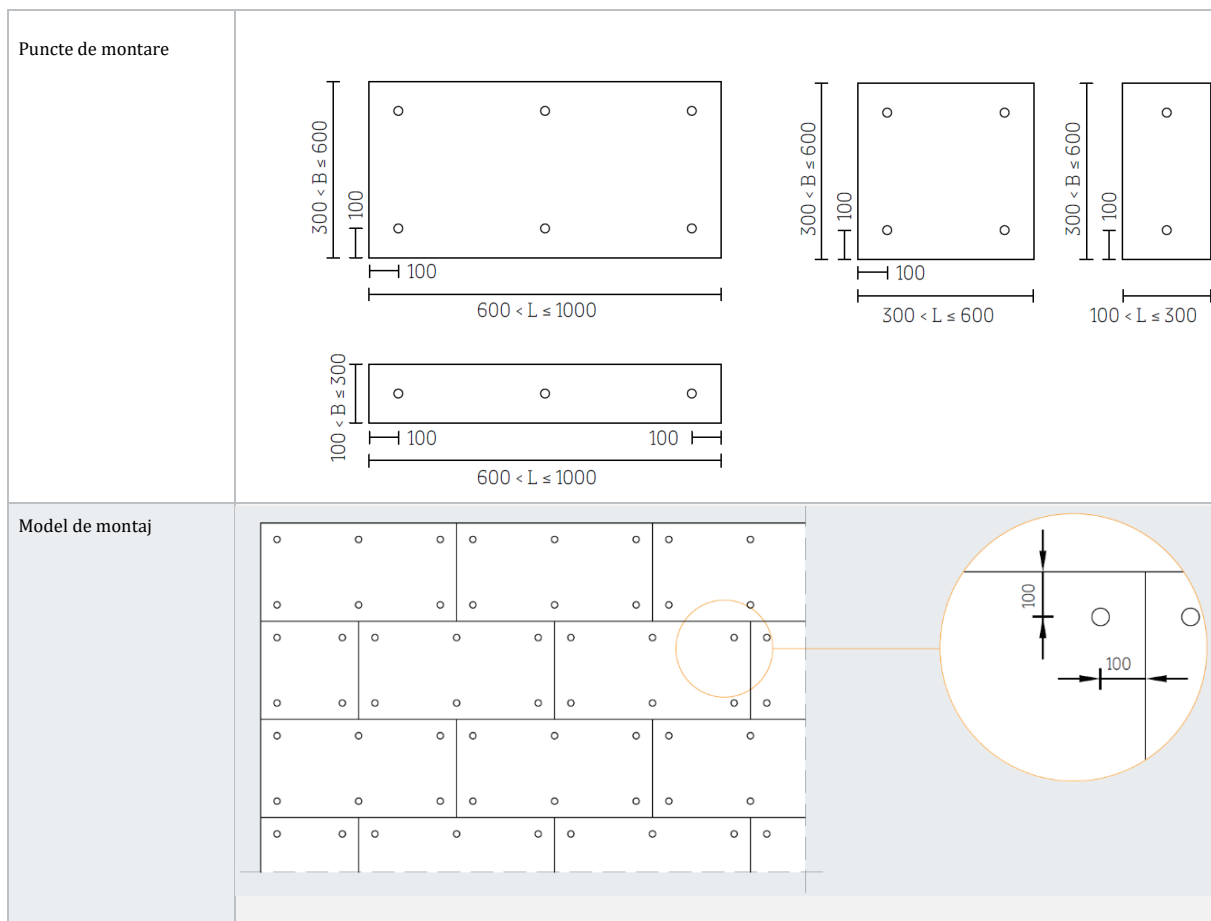 Puncte de montare
300 < B ≤ 600
100
100
600 < L ≤ 1000
300 < B ≤ 600
100
100
300 < L ≤ 600
300 < B ≤ 600
100
100 < L ≤ 300
100 < B ≤ 300
100
100
600 < L ≤ 1000
Model de montaj
100
100